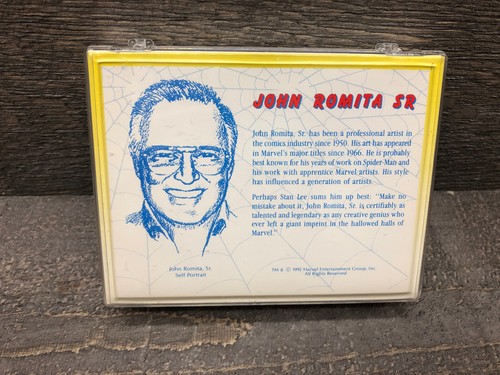 JOHN ROMITA SR
John Romita, Sr. has been a professional artist in
the comics industry since 1950. His art has appeared
in Marvel's major titles since 1966. He is probably
best known for his years of work on Spider-Man and
his work with apprentice Marvel artists. His style
has influenced a generation of artists.
Perhaps Stan Lee sums him up best: "Make no
mistake about it, John Romita, Sr. is certifiably as
talented and legendary as any creative genius who
ever left a giant imprint in the hallowed halls of
Marvel."
John Romita, Sr.
Self Portrait
TM & © 1992 Marvel Entertainment Group, Inc.
All Rights Reserved